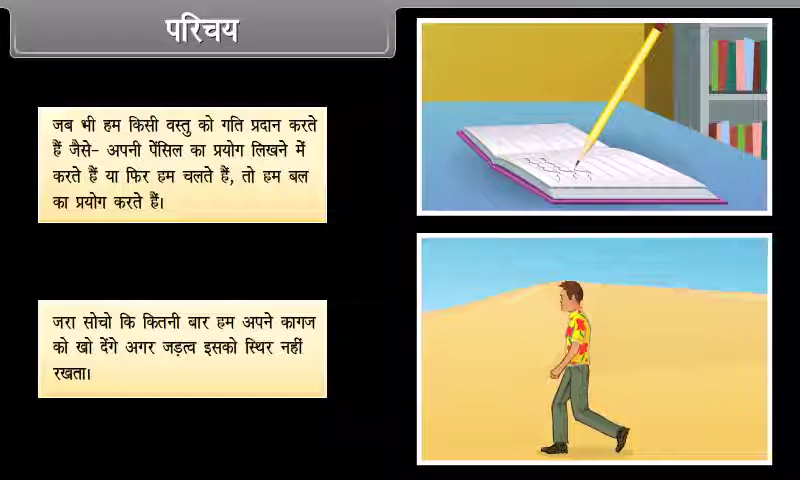 परिचय
जब भी हम किसी वस्तु को गति प्रदान करते
हैं जैसे- अपनी पेंसिल का प्रयोग लिखने में
करते हैं या फिर हम चलते हैं, तो हम बल
का प्रयोग करते हैं।
जरा सोचो कि कितनी बार हम अपने कागज
को खो देंगे अगर जड़त्व इसको स्थिर नहीं
रखता।